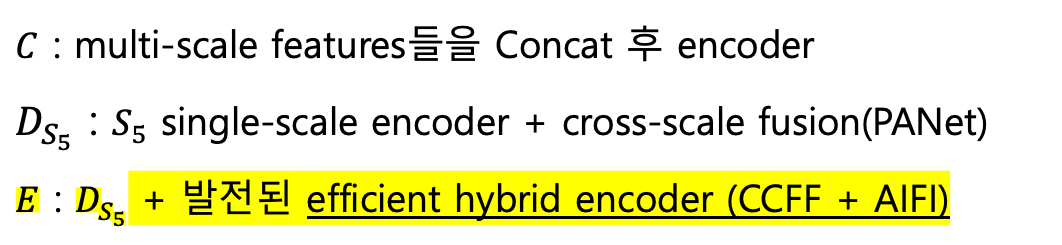 C : multi-scale features들을 Concat 후 encoder
D_{S_5} : S_5 single-scale encoder + cross-scale fusion(PANet)
E : D_{S_5} + 발전된 efficient hybrid encoder (CCFF + AIFI)